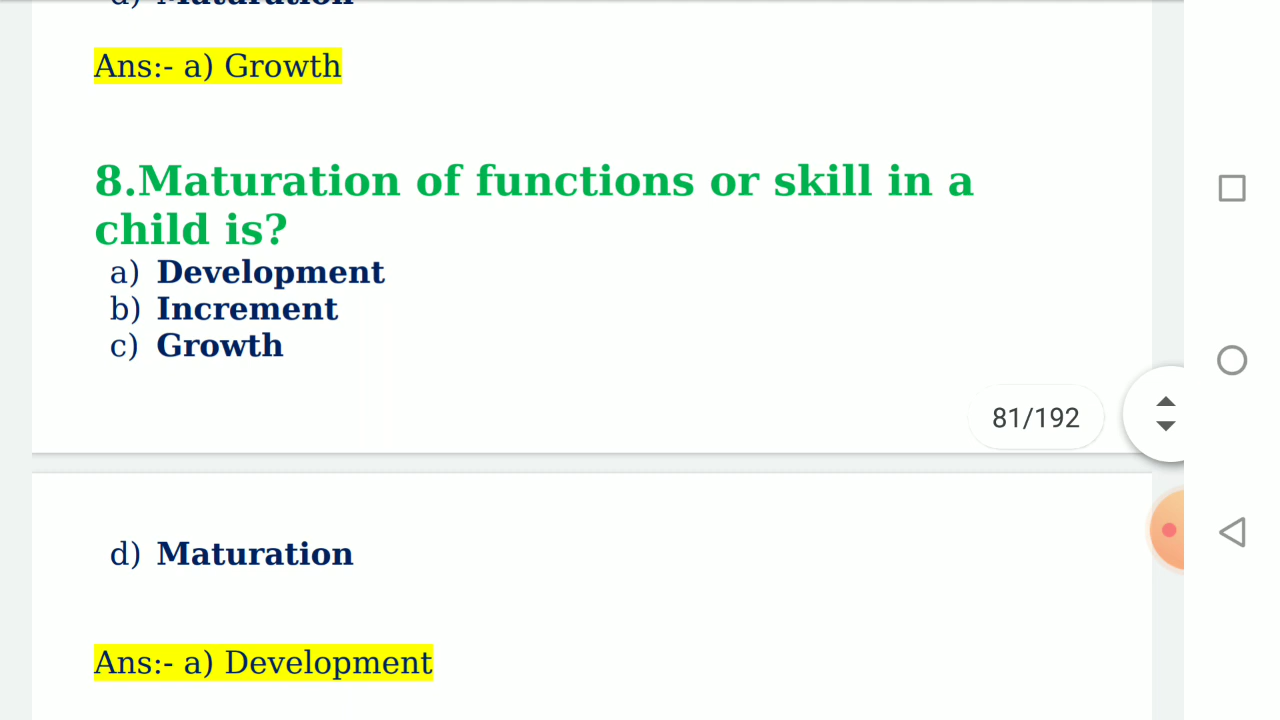 d) Maturation
Ans:- a) Growth
8.Maturation of functions or skill in a
child is?
a) Development
b) Increment
c) Growth
81/192
d) Maturation
Ans:- a) Development